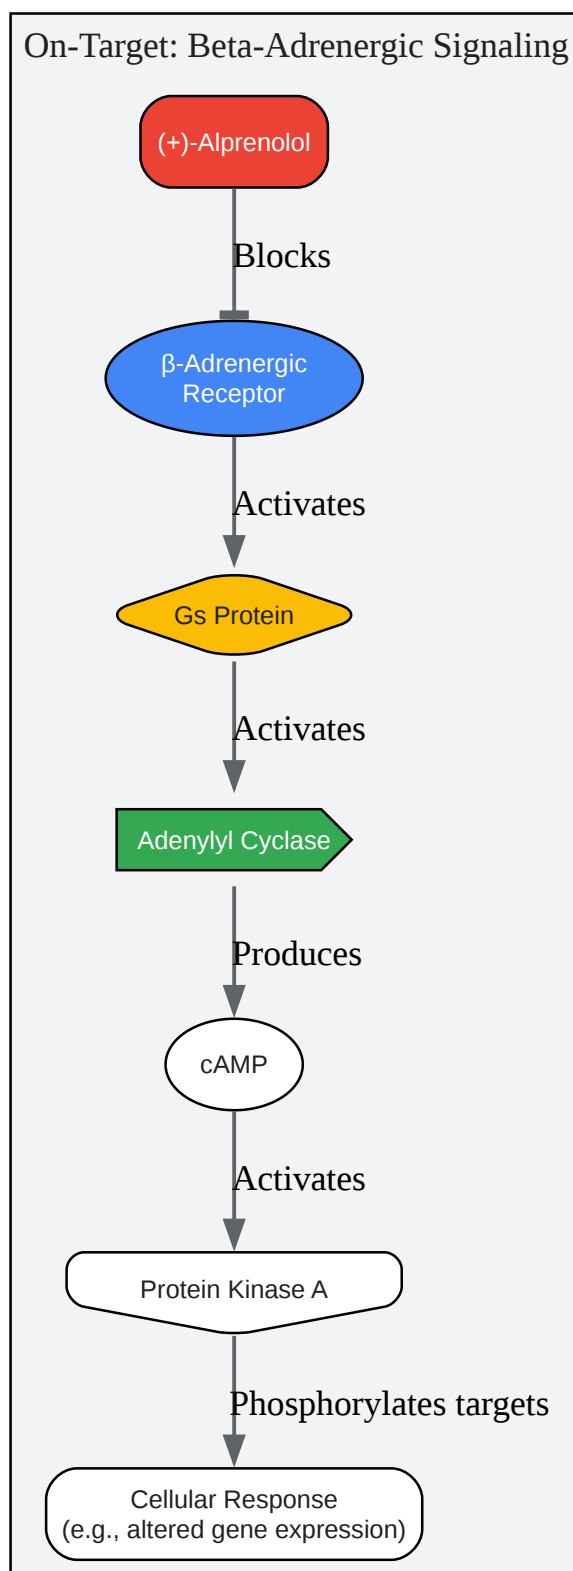 On-Target: Beta-Adrenergic Signaling
(+)-Alprenolol
Blocks
β-Adrenergic
Receptor
Activates
Gs Protein
Activates
Adenylyl Cyclase
Produces
cAMP
Activates
Protein Kinase A
Phosphorylates targets
Cellular Response
(e.g., altered gene expression)